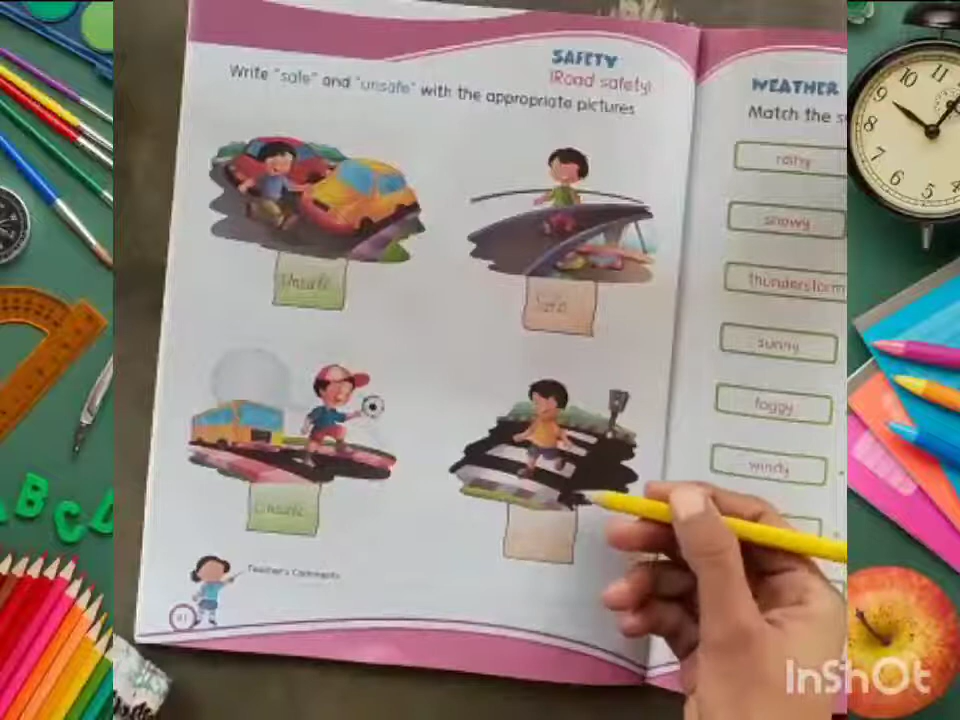 SAFETY
(Road safety)
Write "safe" and "unsafe" with the appropriate pictures
Unsafe
Safe
Unsafe
Teacher's Comments
WEATHER
Match the
rainy
snowy
thunderstorm
sunny
foggy
windy
InShOt